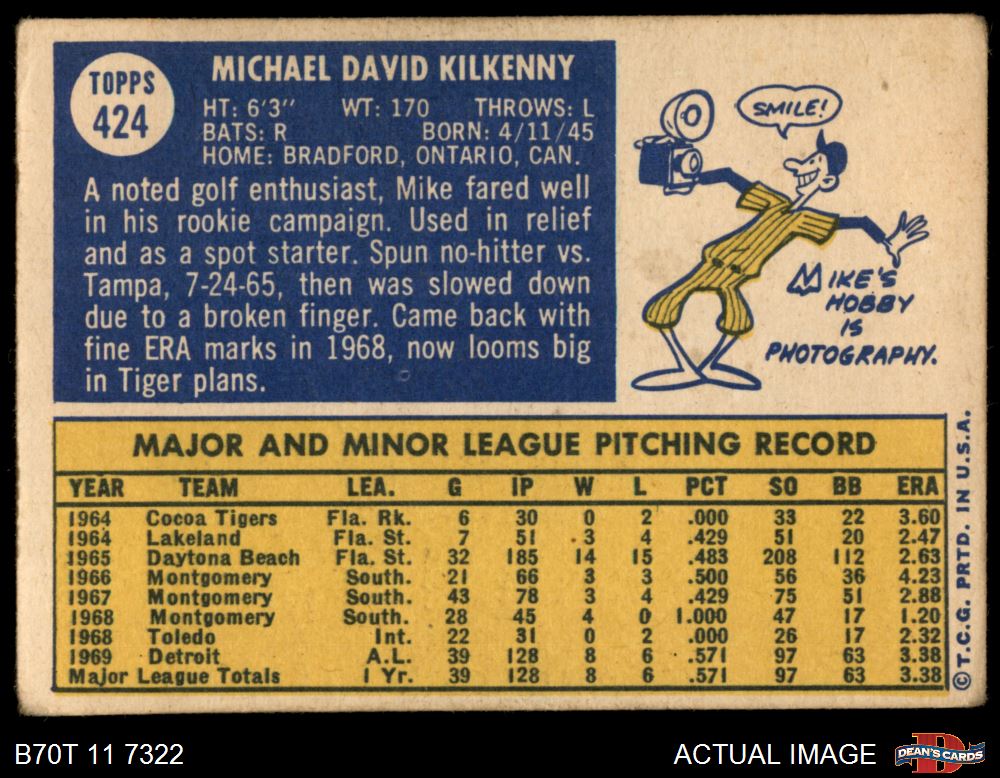 TOPPS
424
MICHAEL DAVID KILKENNY
HT: 6'3" WT: 170 THROWS: L
BATS: R BORN: 4/11/45
HOME: BRADFORD, ONTARIO, CAN.
A noted golf enthusiast, Mike fared well
in his rookie campaign. Used in relief
and as a spot starter. Spun no-hitter vs.
Tampa, 7-24-65, then was slowed down
due to a broken finger. Came back with
fine ERA marks in 1968, now looms big
in Tiger plans.
SMILE!
MIKE'S
HOBBY
IS
PHOTOGRAPHY.
MAJOR AND MINOR LEAGUE PITCHING RECORD
YEAR TEAM LEA. G IP W L PCT SO BB ERA
1964 Cocoa Tigers Fla. Rk. 6 30 0 2 .000 33 22 3.60
1964 Lakeland Fla. St. 7 51 3 4 .429 51 20 2.47
1965 Daytona Beach Fla. St. 32 185 14 15 .483 208 112 2.63
1966 Montgomery South. 21 66 3 3 .500 56 36 4.23
1967 Montgomery South. 43 78 3 4 .429 75 51 2.88
1968 Montgomery South. 28 45 4 0 1.000 47 17 1.20
1968 Toledo Int. 22 31 0 2 .000 26 17 2.32
1969 Detroit A.L. 39 128 8 6 .571 97 63 3.38
Major League Totals 1 Yr. 39 128 8 6 .571 97 63 3.38
© T.C.G. PRTD. IN U.S.A.
B70T 11 7322
ACTUAL IMAGE
D
DEAN'S CARDS